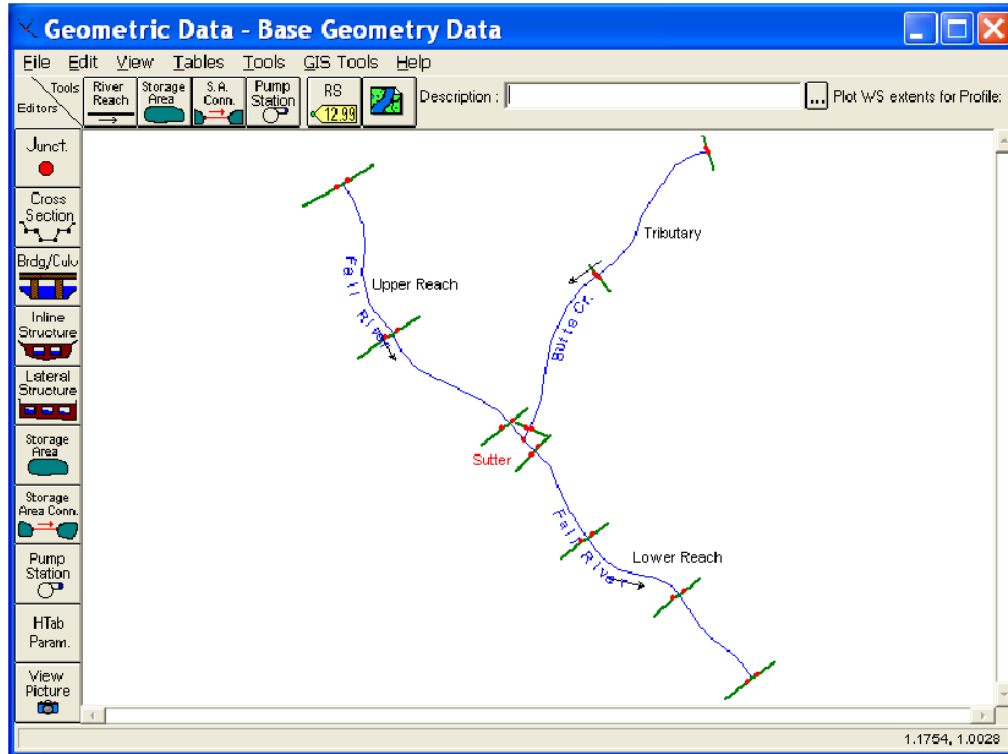 Geometric Data - Base Geometry Data
File Edit View Tables Tools GIS Tools Help
Tools
Editors
River
Reach
Storage
Area
S.A.
Conn.
Pump
Station
RS
12.99
Description :
...
Plot WS extents for Profile:
Junct.
Cross
Section
Brdg/Culv
Inline
Structure
Lateral
Structure
Storage
Area
Storage
Area Conn.
Pump
Station
HTab
Param.
View
Picture
Tributary
Upper Reach
Fall River
Butte Cr.
Sutter
Fall River
Lower Reach
1.1754, 1.0028